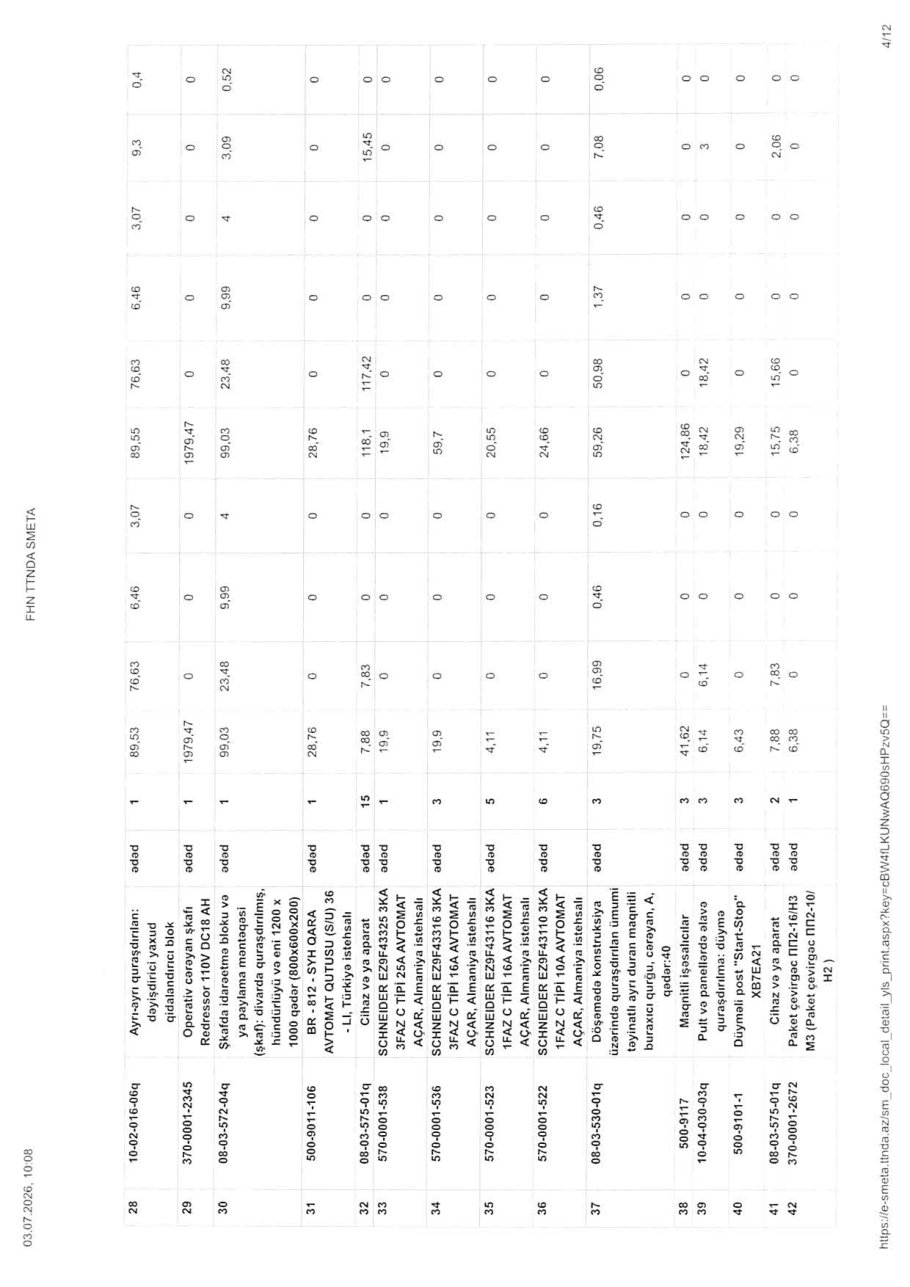 03.07.2026, 10:08
FHN TTNDA SMETA
28 10-02-016-06q Ayrı-ayrı quraşdırılan: ədəd 1 89,53 76,63 6,46 3,07 89,55 76,63 6,46 3,07 9,3 0,4
dəyişdirici yaxud
qidalandırıcı blok
29 370-0001-2345 Operativ cərəyan şkafı ədəd 1 1979,47 0 0 0 1979,47 0 0 0 0 0
Redressor 110V DC18 AH
30 08-03-572-04q Şkafda idarəetmə bloku və ədəd 1 99,03 23,48 9,99 4 99,03 23,48 9,99 4 3,09 0,52
ya paylama məntəqəsi
(şkaf): divarda quraşdırılmış,
hündürlüyü və eni 1200 x
1000 qədər (800x600x200)
31 500-9011-106 BR - 812 - SYH QARA ədəd 1 28,76 0 0 0 28,76 0 0 0 0 0
AVTOMAT QUTUSU (S/U) 36
- LI, Türkiyə istehsalı
32 08-03-575-01q Cihaz və ya aparat ədəd 15 7,88 7,83 0 0 118,1 117,42 0 0 15,45 0
33 570-0001-538 SCHNEIDER EZ9F43325 3KA ədəd 1 19,9 0 0 0 19,9 0 0 0 0 0
3FAZ C TİPİ 25A AVTOMAT
AÇAR, Almaniya istehsalı
34 570-0001-536 SCHNEIDER EZ9F43316 3KA ədəd 3 19,9 0 0 0 59,7 0 0 0 0 0
3FAZ C TİPİ 16A AVTOMAT
AÇAR, Almaniya istehsalı
35 570-0001-523 SCHNEIDER EZ9F43116 3KA ədəd 5 4,11 0 0 0 20,55 0 0 0 0 0
1FAZ C TİPİ 16A AVTOMAT
AÇAR, Almaniya istehsalı
36 570-0001-522 SCHNEIDER EZ9F43110 3KA ədəd 6 4,11 0 0 0 24,66 0 0 0 0 0
1FAZ C TİPİ 10A AVTOMAT
AÇAR, Almaniya istehsalı
37 08-03-530-01q Döşəmədə konstruksiya ədəd 3 19,75 16,99 0,46 0,16 59,26 50,98 1,37 0,46 7,08 0,06
üzərində quraşdırılan ümumi
təyinatlı ayrı duran maqnitli
buraxıcı qurğu, cərəyan, A,
qədər:40
38 500-9117 Maqnitli işəsalıcılar ədəd 3 41,62 0 0 0 124,86 0 0 0 0 0
39 10-04-030-03q Pult və panellərdə əlavə ədəd 3 6,14 6,14 0 0 18,42 18,42 0 0 3 0
quraşdırılma: düymə
40 500-9101-1 Düyməli post "Start-Stop" ədəd 3 6,43 0 0 0 19,29 0 0 0 0 0
XB7EA21
41 08-03-575-01q Cihaz və ya aparat ədəd 2 7,88 7,83 0 0 15,75 15,66 0 0 2,06 0
42 370-0001-2672 Paket çevirgəc ПП2-16/Н3 ədəd 1 6,38 0 0 0 6,38 0 0 0 0 0
М3 (Paket çevirgəc ПП2-10/
Н2 )
https://e-smeta.ttnda.az/sm_doc_local_detail_yls_print.aspx?key=cBW4fLKUNwAQ690sHPzv5Q==
4/12